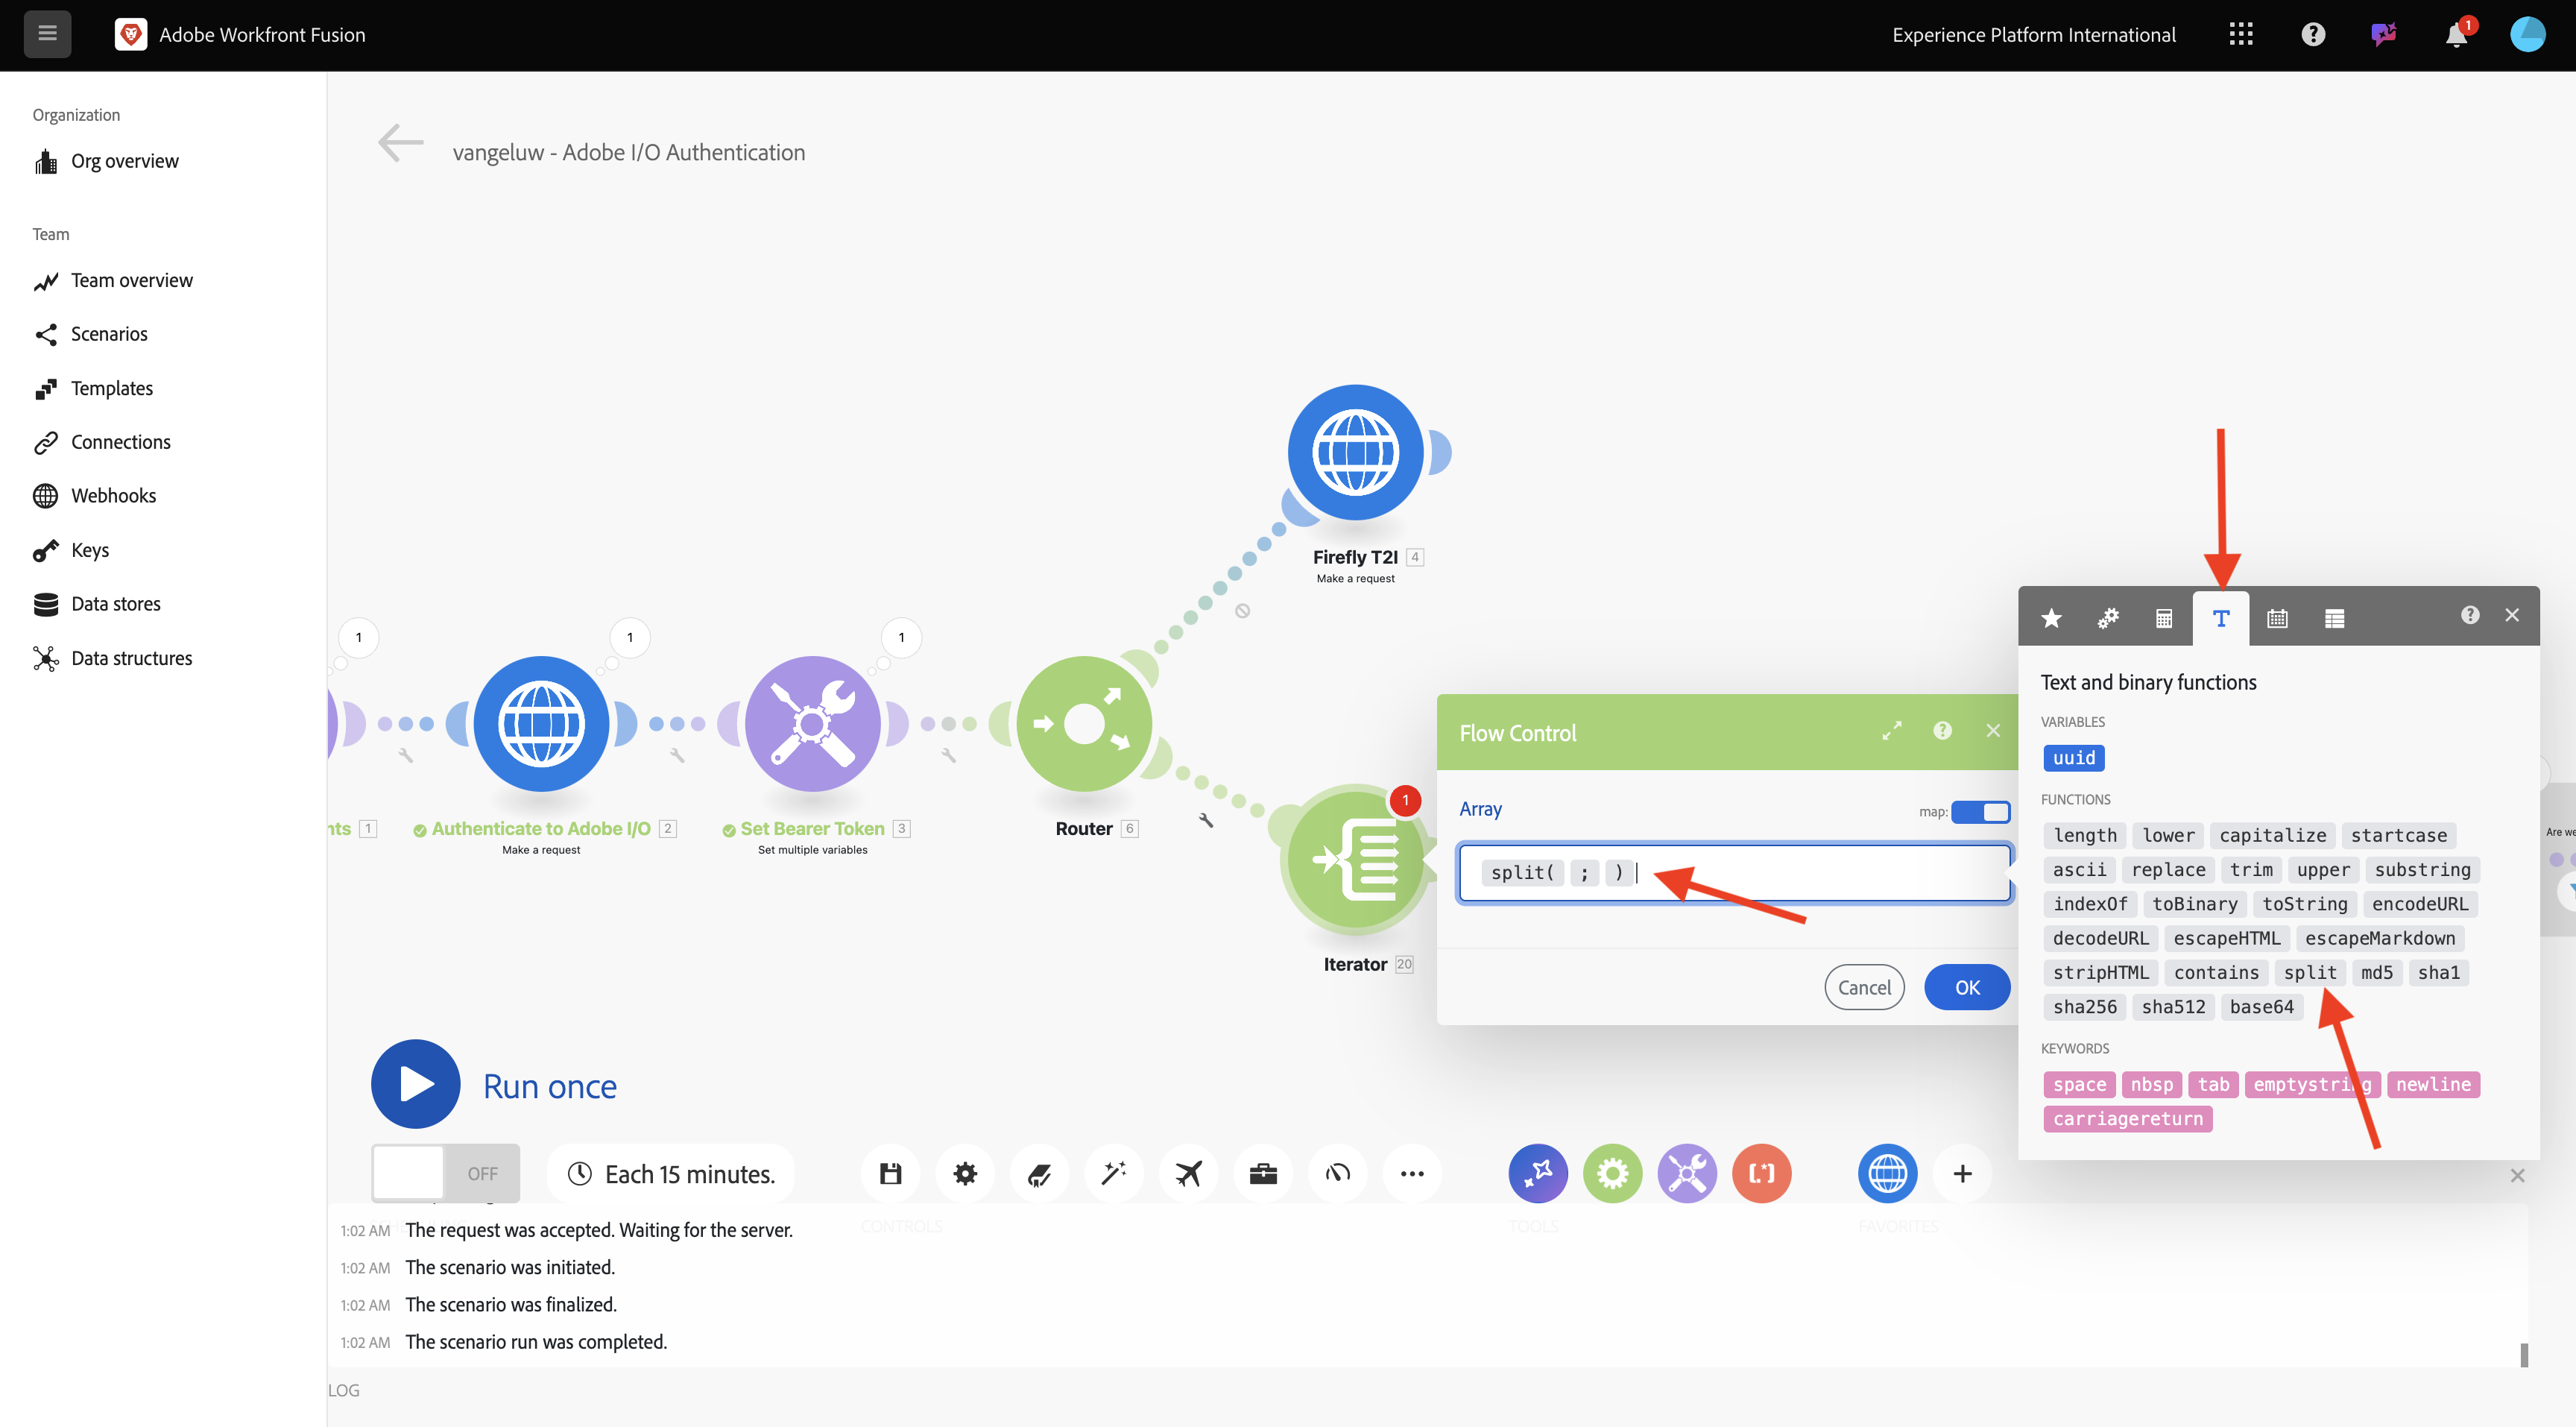 Adobe Workfront Fusion
Experience Platform International
1
Organization
Org overview
Team
Team overview
Scenarios
Templates
Connections
Webhooks
Keys
Data stores
Data structures
vangeluw - Adobe I/O Authentication
Firefly T2I 4
Make a request
1
1
1
nts 1
Authenticate to Adobe I/O 2
Make a request
Set Bearer Token 3
Set multiple variables
Router 6
1
Iterator 20
Flow Control
Array
map:
split( ; )
Cancel
OK
T
Text and binary functions
VARIABLES
uuid
FUNCTIONS
length lower capitalize startcase
ascii replace trim upper substring
indexOf toBinary toString encodeURL
decodeURL escapeHTML escapeMarkdown
stripHTML contains split md5 sha1
sha256 sha512 base64
KEYWORDS
space nbsp tab emptystring newline
carriagereturn
Are we
Run once
OFF
Each 15 minutes.
CONTROLS
TOOLS
FAVORITES
1:02 AM The request was accepted. Waiting for the server.
1:02 AM The scenario was initiated.
1:02 AM The scenario was finalized.
1:02 AM The scenario run was completed.
LOG